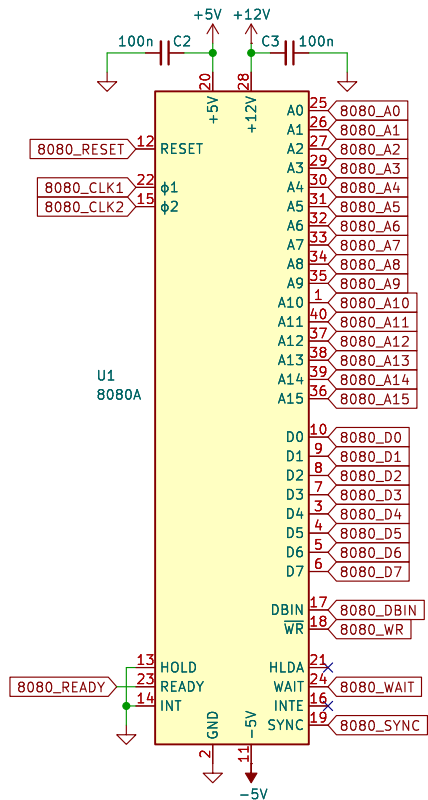 +5V +12V
100n C2 C3 100n
20 28
+5V +12V
25 A0 8080_A0
26 A1 8080_A1
8080_RESET 12 RESET 27 A2 8080_A2
29 A3 8080_A3
8080_CLK1 22 ϕ1 30 A4 8080_A4
8080_CLK2 15 ϕ2 31 A5 8080_A5
32 A6 8080_A6
33 A7 8080_A7
34 A8 8080_A8
35 A9 8080_A9
1 A10 8080_A10
40 A11 8080_A11
37 A12 8080_A12
38 A13 8080_A13
U1
39 A14 8080_A14
8080A
36 A15 8080_A15
10 D0 8080_D0
9 D1 8080_D1
8 D2 8080_D2
7 D3 8080_D3
3 D4 8080_D4
4 D5 8080_D5
5 D6 8080_D6
6 D7 8080_D7
17 DBIN 8080_DBIN
18 WR 8080_WR
13 HOLD HLDA 21
8080_READY 23 READY WAIT 24 8080_WAIT
14 INT INTE 16
SYNC 19 8080_SYNC
GND -5V
2 11
-5V